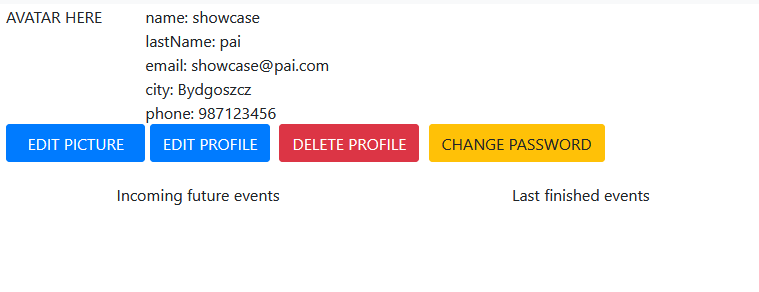 AVATAR HERE
name: showcase
lastName: pai
email: showcase@pai.com
city: Bydgoszcz
phone: 987123456
EDIT PICTURE
EDIT PROFILE
DELETE PROFILE
CHANGE PASSWORD
Incoming future events
Last finished events